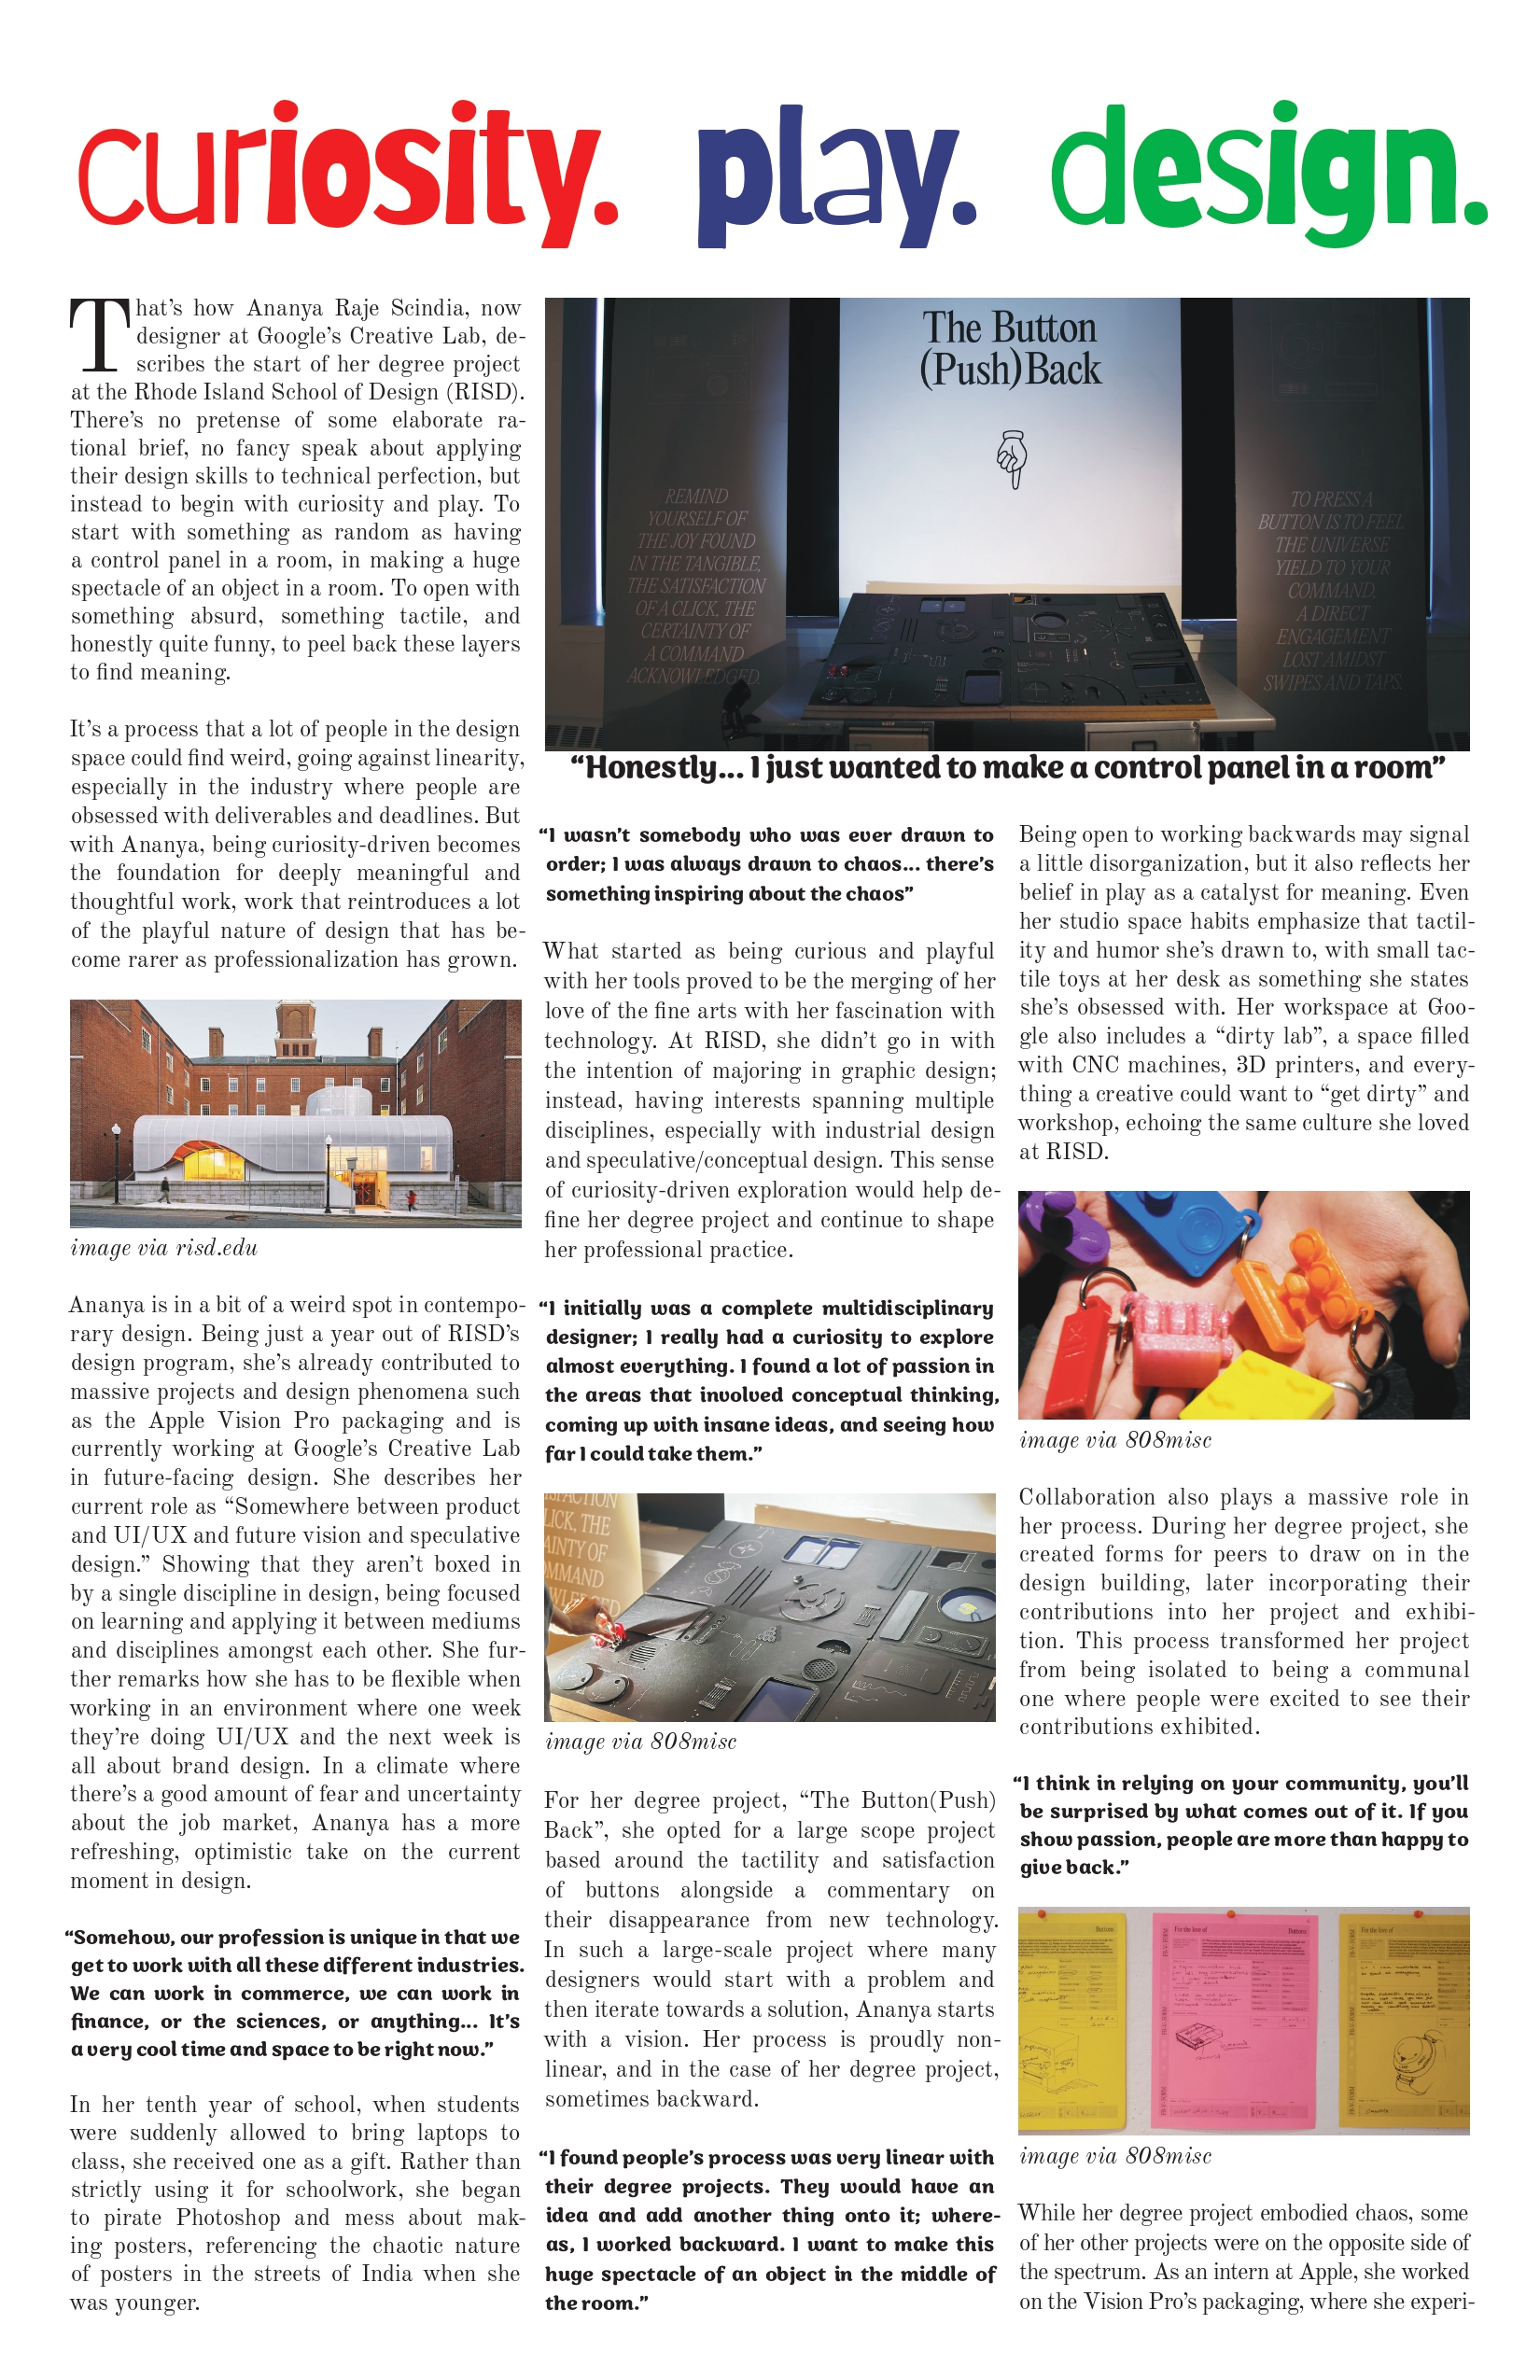 curiosity. play. design.
That's how Ananya Raje Scindia, now
designer at Google's Creative Lab, de-
scribes the start of her degree project
at the Rhode Island School of Design (RISD).
There's no pretense of some elaborate ra-
tional brief, no fancy speak about applying
their design skills to technical perfection, but
instead to begin with curiosity and play. To
start with something as random as having
a control panel in a room, in making a huge
spectacle of an object in a room. To open with
something absurd, something tactile, and
honestly quite funny, to peel back these layers
to find meaning.
It's a process that a lot of people in the design
space could find weird, going against linearity,
especially in the industry where people are
obsessed with deliverables and deadlines. But
with Ananya, being curiosity-driven becomes
the foundation for deeply meaningful and
thoughtful work, work that reintroduces a lot
of the playful nature of design that has be-
come rarer as professionalization has grown.
image via risd.edu
Ananya is in a bit of a weird spot in contempo-
rary design. Being just a year out of RISD's
design program, she's already contributed to
massive projects and design phenomena such
as the Apple Vision Pro packaging and is
currently working at Google's Creative Lab
in future-facing design. She describes her
current role as “Somewhere between product
and UI/UX and future vision and speculative
design.” Showing that they aren't boxed in
by a single discipline in design, being focused
on learning and applying it between mediums
and disciplines amongst each other. She fur-
ther remarks how she has to be flexible when
working in an environment where one week
they're doing UI/UX and the next week is
all about brand design. In a climate where
there's a good amount of fear and uncertainty
about the job market, Ananya has a more
refreshing, optimistic take on the current
moment in design.
“Somehow, our profession is unique in that we
get to work with all these different industries.
We can work in commerce, we can work in
finance, or the sciences, or anything... It's
a very cool time and space to be right now.”
In her tenth year of school, when students
were suddenly allowed to bring laptops to
class, she received one as a gift. Rather than
strictly using it for schoolwork, she began
to pirate Photoshop and mess about mak-
ing posters, referencing the chaotic nature
of posters in the streets of India when she
was younger.
The Button
(Push)Back
REMIND
YOURSELF OF
THE JOY FOUND
IN THE TANGIBLE,
THE SATISFACTION
OF A CLICK, THE
CERTAINTY OF
A COMMAND
ACKNOWLEDGED.
TO PRESS A
BUTTON IS TO FEEL
THE UNIVERSE
YIELD TO YOUR
COMMAND,
A DIRECT
ENGAGEMENT
LOST AMIDST
SWIPES AND TAPS.
“Honestly... I just wanted to make a control panel in a room”
“I wasn't somebody who was ever drawn to
order; I was always drawn to chaos... there's
something inspiring about the chaos”
What started as being curious and playful
with her tools proved to be the merging of her
love of the fine arts with her fascination with
technology. At RISD, she didn't go in with
the intention of majoring in graphic design;
instead, having interests spanning multiple
disciplines, especially with industrial design
and speculative/conceptual design. This sense
of curiosity-driven exploration would help de-
fine her degree project and continue to shape
her professional practice.
“I initially was a complete multidisciplinary
designer; I really had a curiosity to explore
almost everything. I found a lot of passion in
the areas that involved conceptual thinking,
coming up with insane ideas, and seeing how
far I could take them.”
ISFACTION
LICK, THE
AINTY OF
MMAND
WLEDGED
image via 808misc
For her degree project, “The Button(Push)
Back”, she opted for a large scope project
based around the tactility and satisfaction
of buttons alongside a commentary on
their disappearance from new technology.
In such a large-scale project where many
designers would start with a problem and
then iterate towards a solution, Ananya starts
with a vision. Her process is proudly non-
linear, and in the case of her degree project,
sometimes backward.
“I found people's process was very linear with
their degree projects. They would have an
idea and add another thing onto it; where-
as, I worked backward. I want to make this
huge spectacle of an object in the middle of
the room.”
Being open to working backwards may signal
a little disorganization, but it also reflects her
belief in play as a catalyst for meaning. Even
her studio space habits emphasize that tactil-
ity and humor she's drawn to, with small tac-
tile toys at her desk as something she states
she's obsessed with. Her workspace at Goo-
gle also includes a “dirty lab”, a space filled
with CNC machines, 3D printers, and every-
thing a creative could want to “get dirty” and
workshop, echoing the same culture she loved
at RISD.
image via 808misc
Collaboration also plays a massive role in
her process. During her degree project, she
created forms for peers to draw on in the
design building, later incorporating their
contributions into her project and exhibi-
tion. This process transformed her project
from being isolated to being a communal
one where people were excited to see their
contributions exhibited.
“I think in relying on your community, you'll
be surprised by what comes out of it. If you
show passion, people are more than happy to
give back.”
Buttons
For the love of Buttons
For the love of
image via 808misc
While her degree project embodied chaos, some
of her other projects were on the opposite side of
the spectrum. As an intern at Apple, she worked
on the Vision Pro's packaging, where she experi-